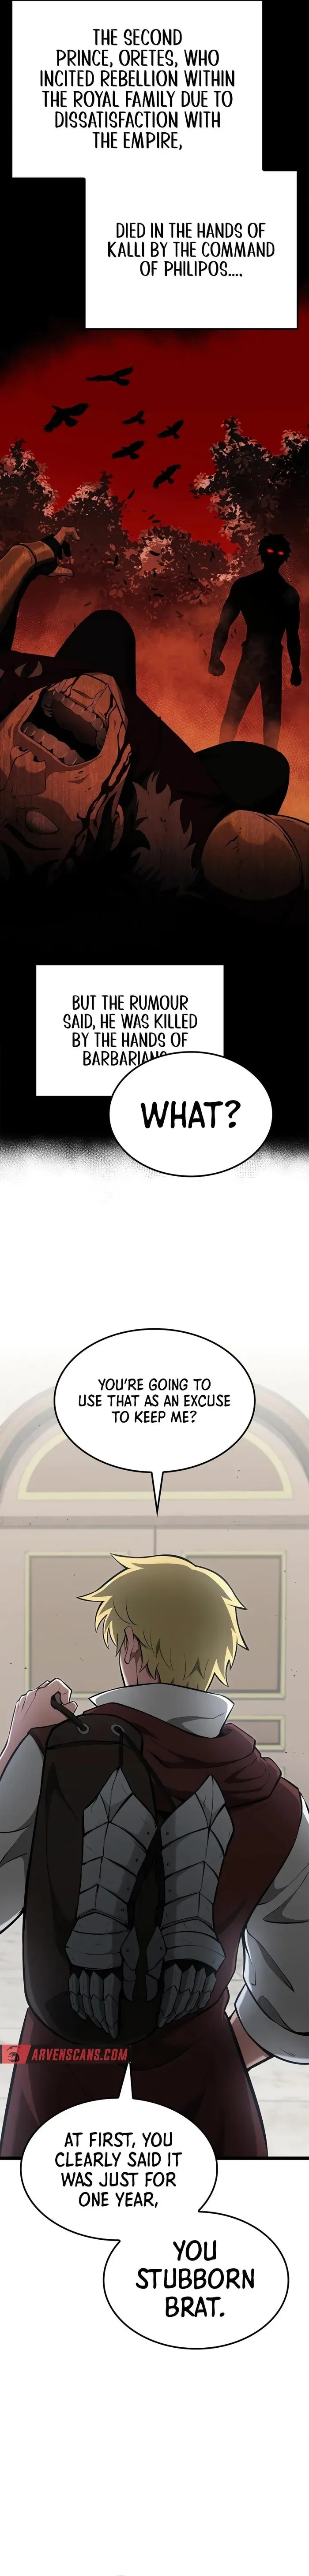 THE SECOND
PRINCE, ORETES, WHO
INCITED REBELLION WITHIN
THE ROYAL FAMILY DUE TO
DISSATISFACTION WITH
THE EMPIRE,
DIED IN THE HANDS OF
KALLI BY THE COMMAND
OF PHILIPOS....
BUT THE RUMOUR
SAID, HE WAS KILLED
BY THE HANDS OF
BARBARIANS
WHAT?
YOU'RE GOING TO
USE THAT AS AN EXCUSE
TO KEEP ME?
ARVENSCANS.COM
AT FIRST, YOU
CLEARLY SAID IT
WAS JUST FOR
ONE YEAR,
YOU
STUBBORN
BRAT.